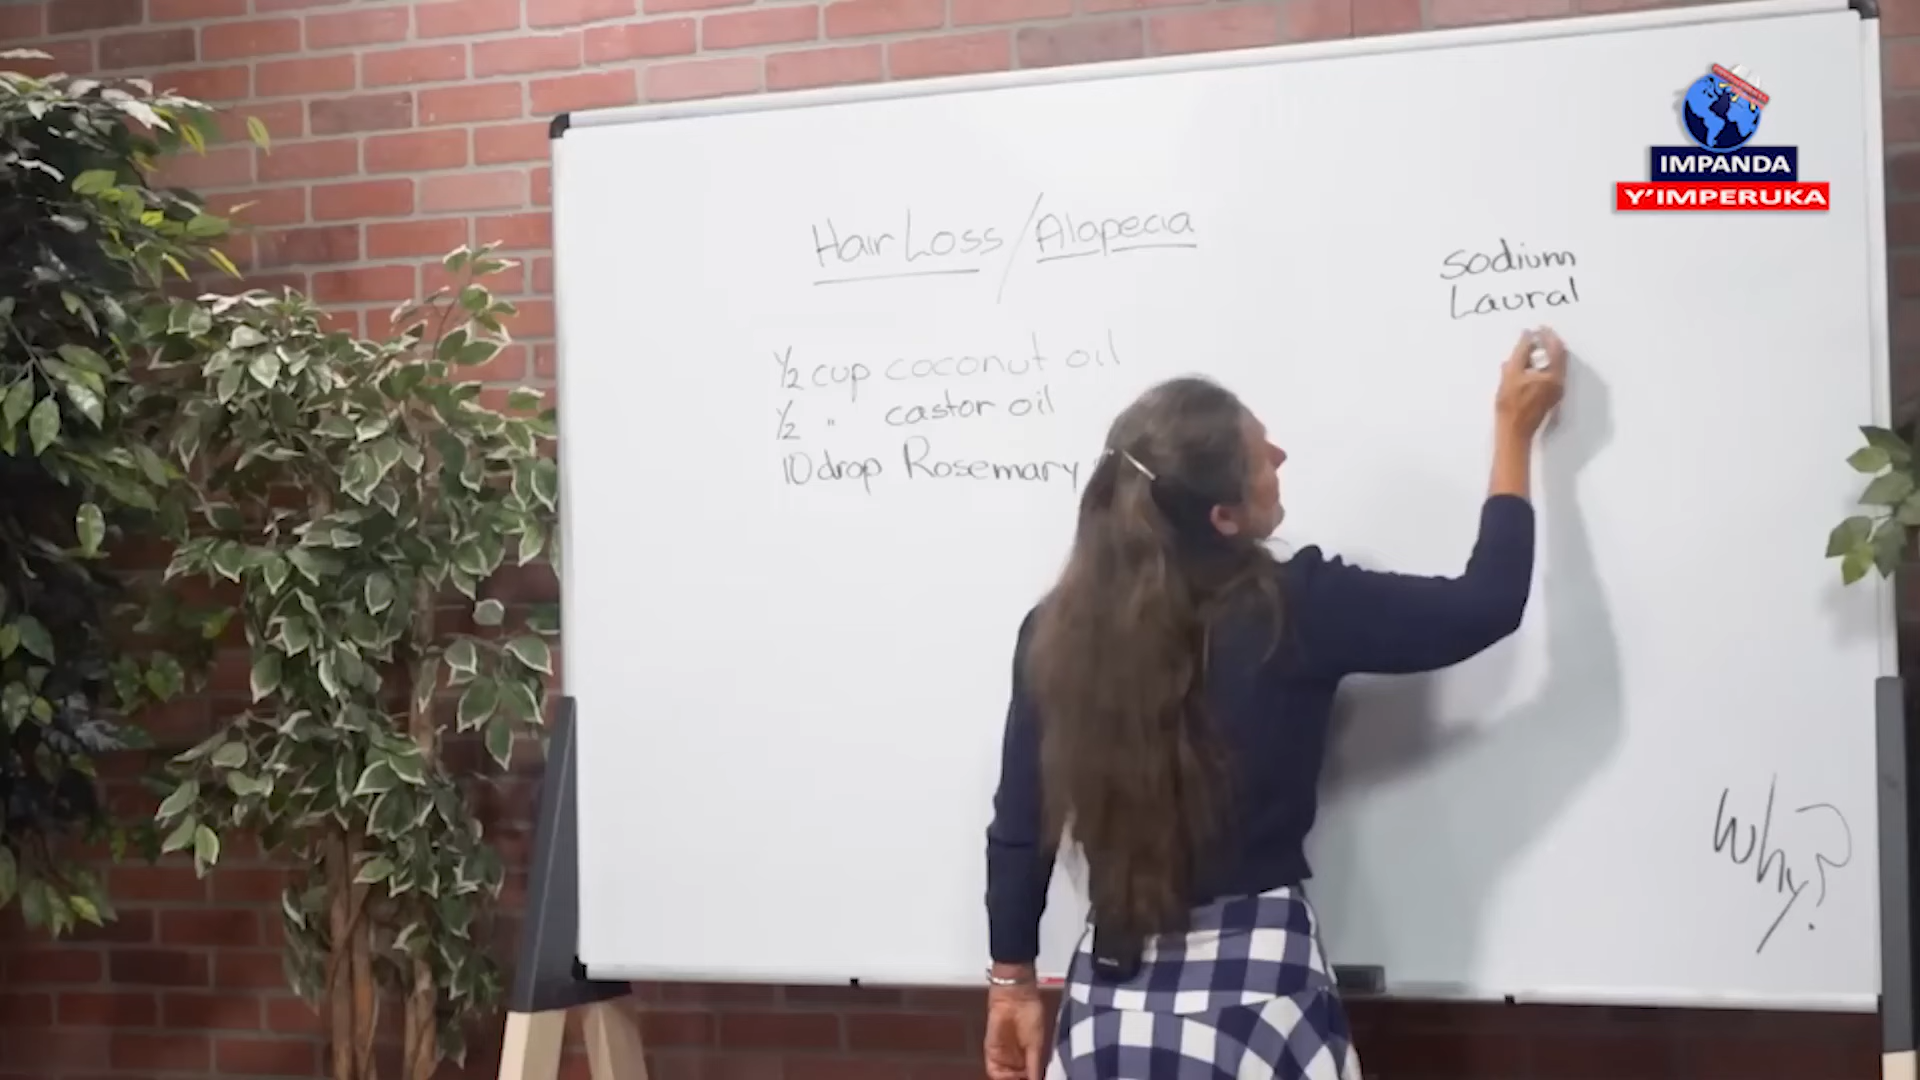 Hair Loss / Alopecia
1/2 cup coconut oil
1/2 " castor oil
10 drop Rosemary
Sodium
Laural
Why?
IMPANDA
Y'IMPERUKA